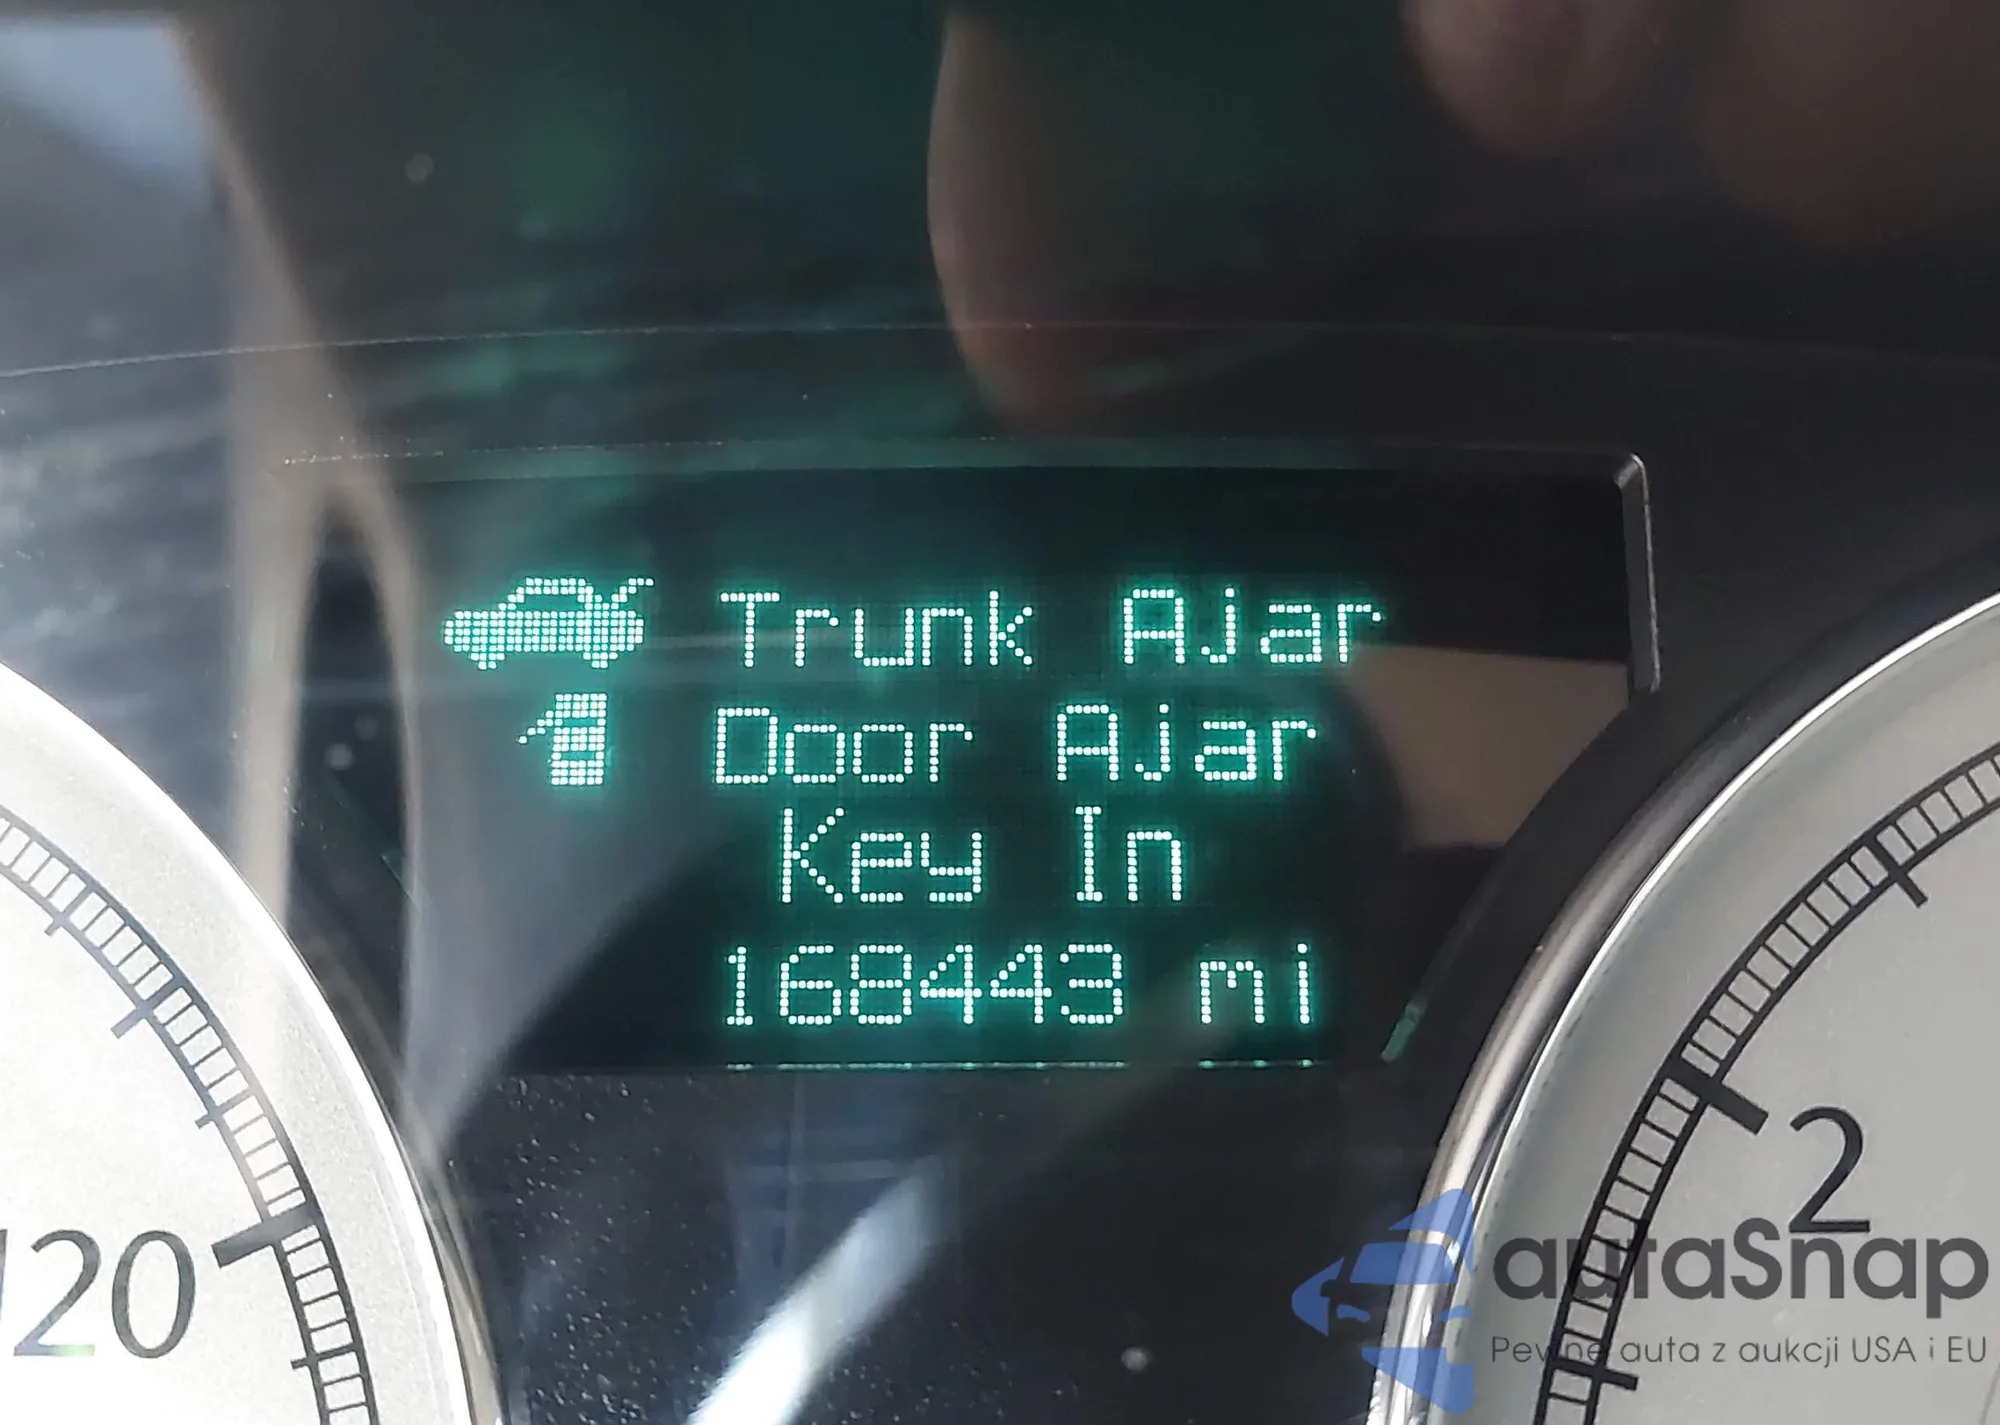 Trunk Ajar
Door Ajar
Key In
168443 mi
120
2
autaSnap
Pewne auta z aukcji USA i EU